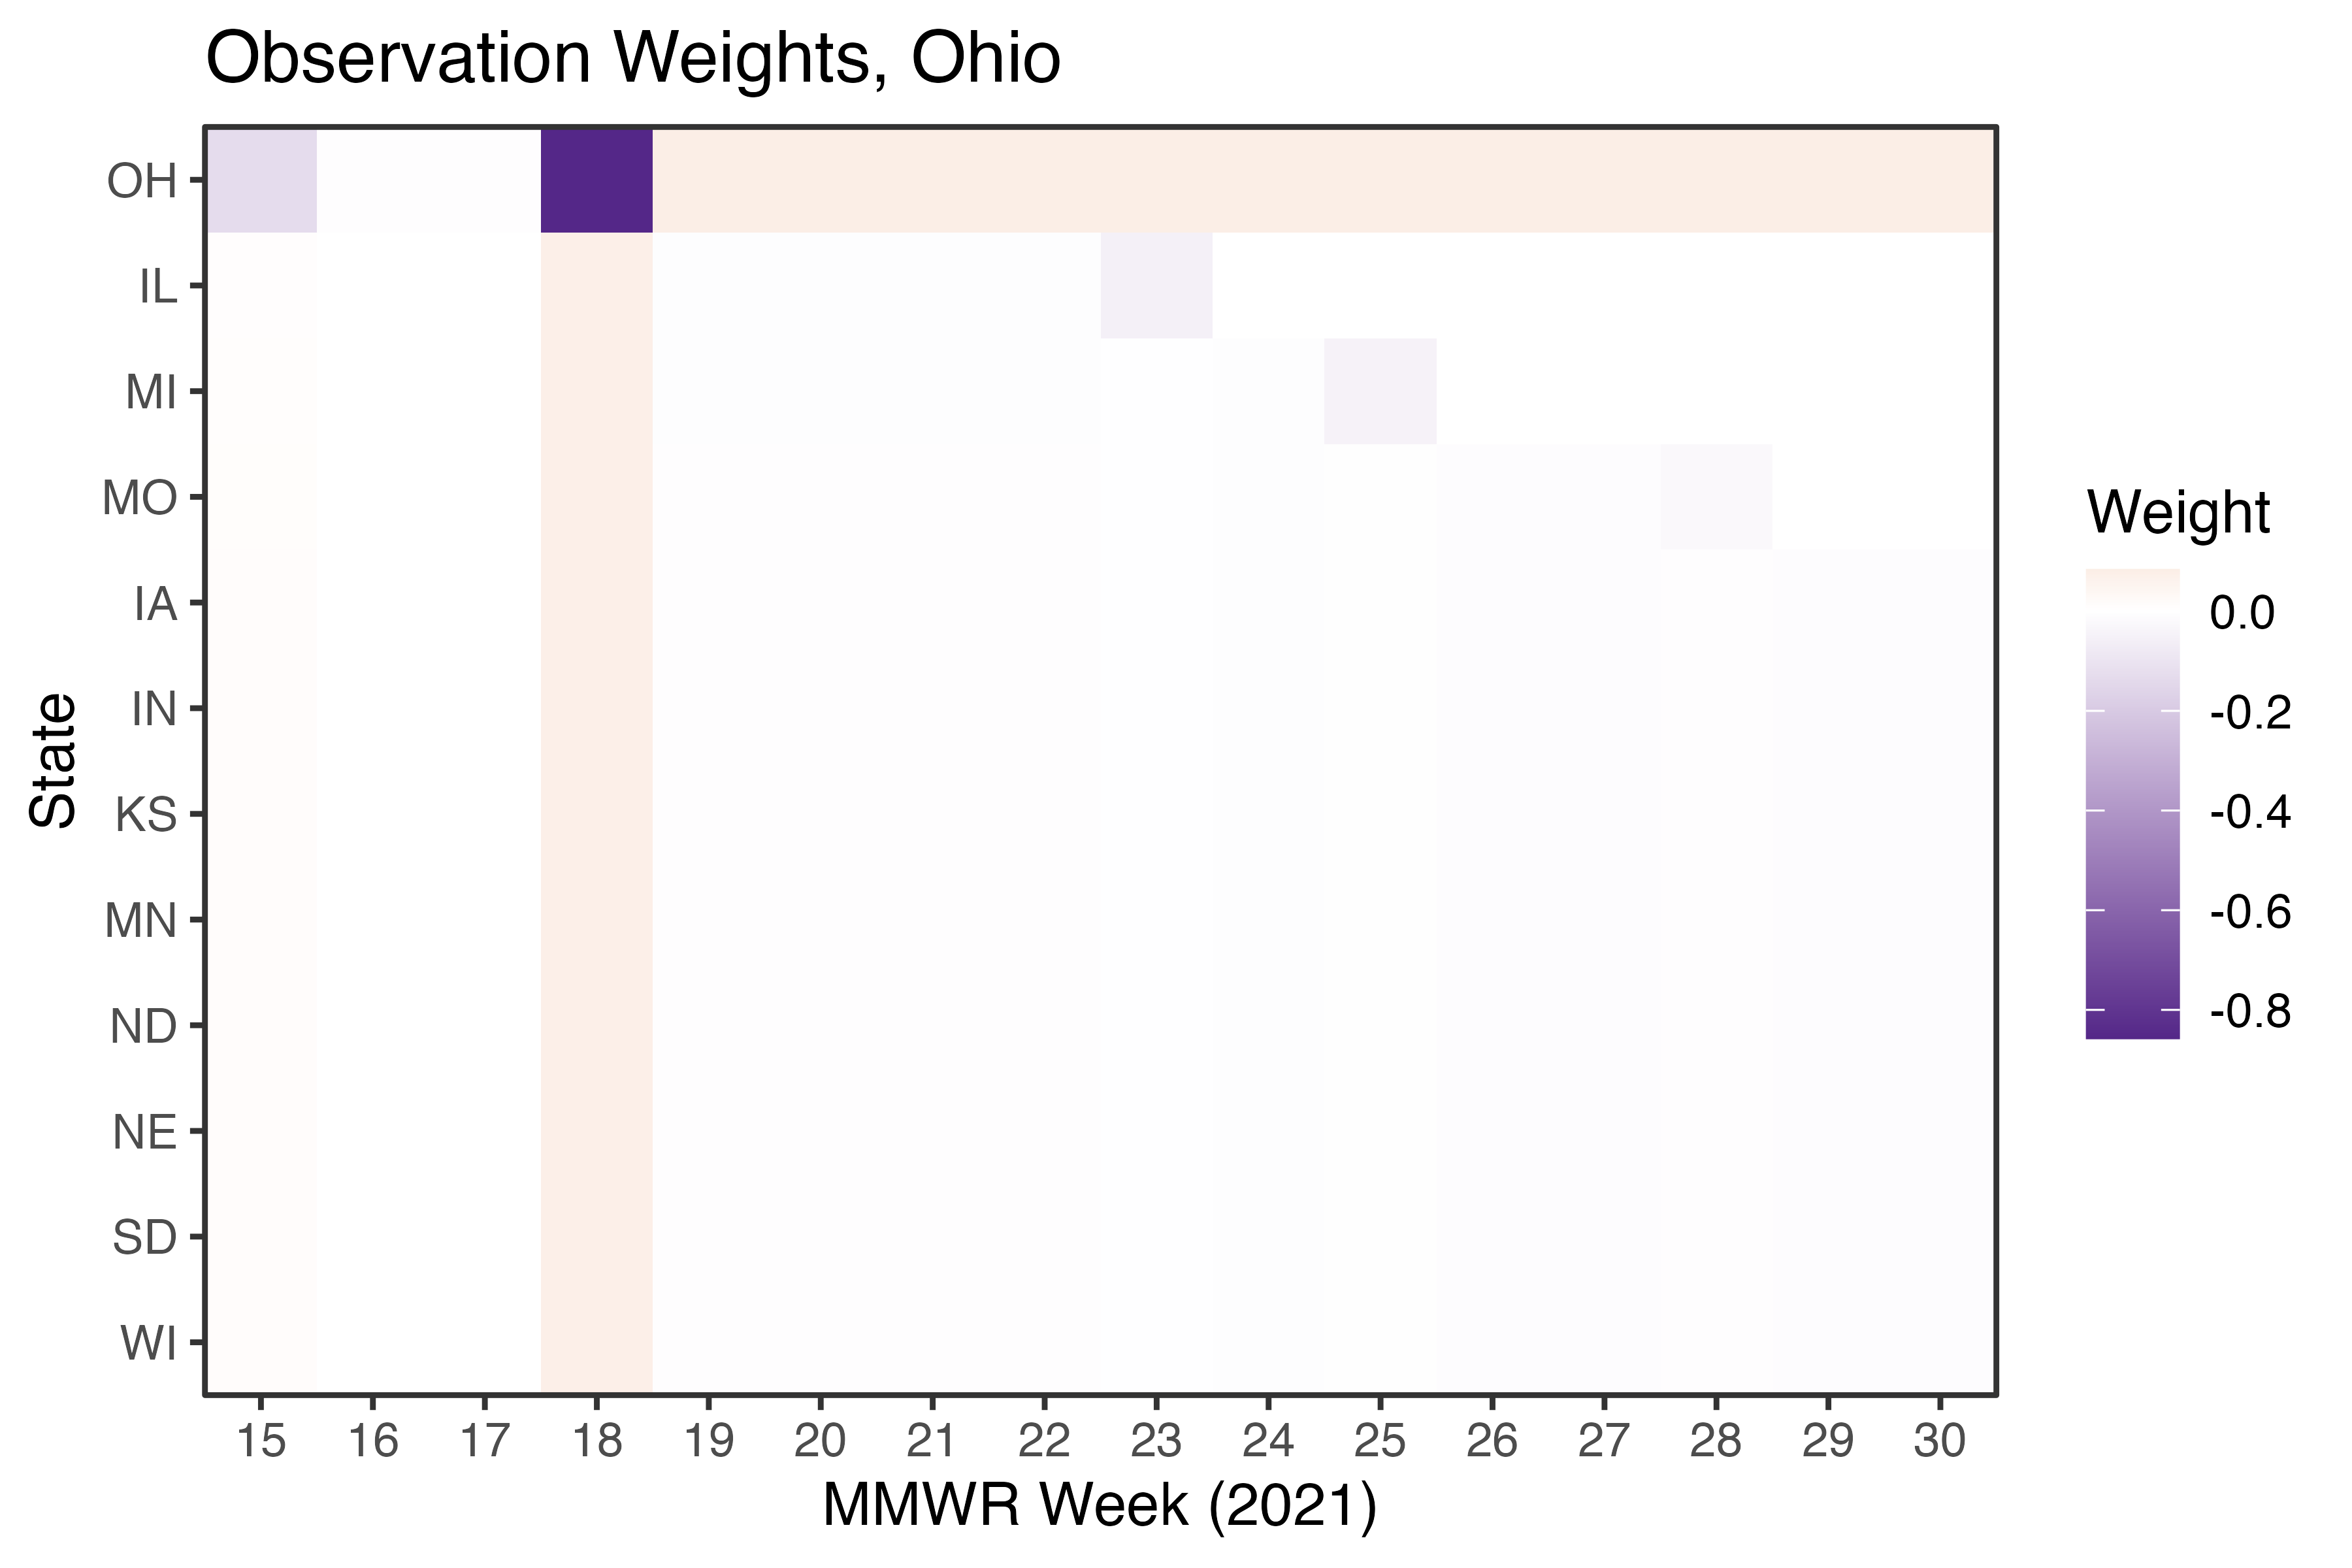 Observation Weights, Ohio
OH
IL
MI
MO
IA
IN
KS
MN
ND
NE
SD
WI
State
15 16 17 18 19 20 21 22 23 24 25 26 27 28 29 30
MMWR Week (2021)
Weight
0.0
-0.2
-0.4
-0.6
-0.8